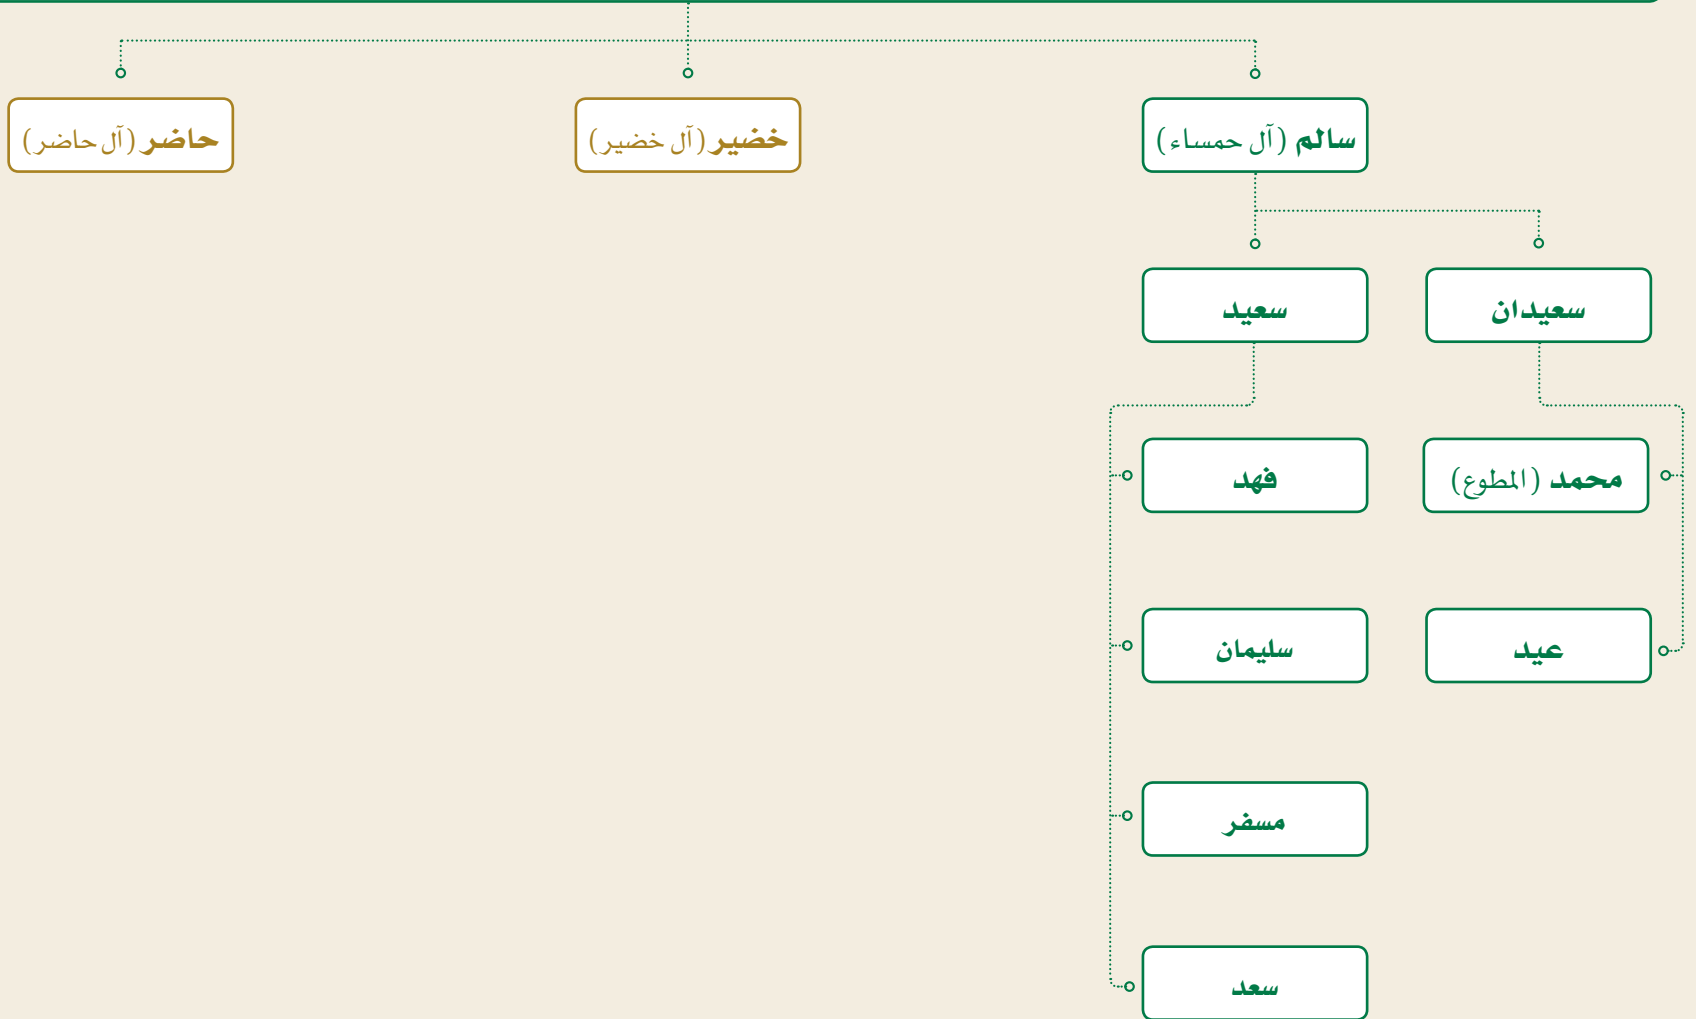 سالم (آل حمساء)
خضير (آل خضير)
حاضر (آل حاضر)
سعيدان
سعيد
محمد (المطوع)
فهد
عيد
سليمان
مسفر
سعد